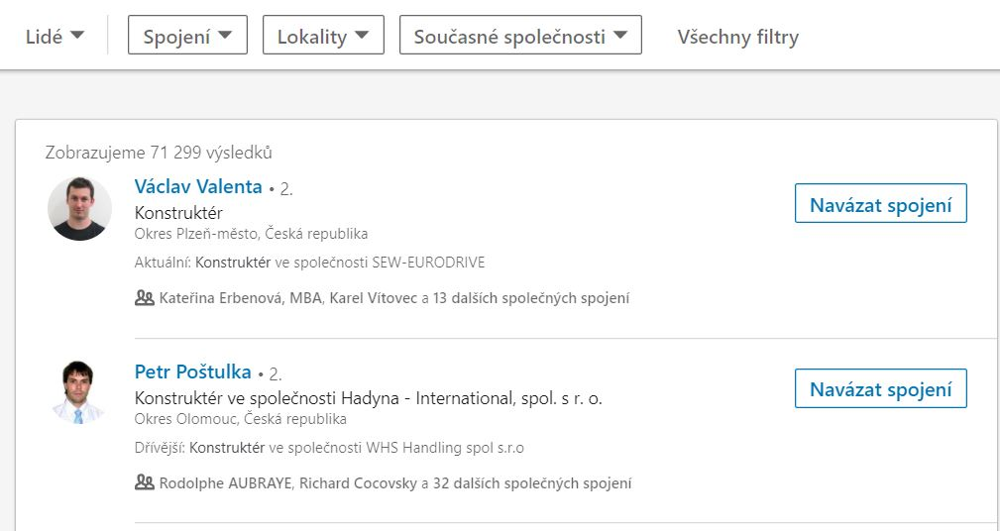 Lidé
Spojení
Lokality
Současné společnosti
Všechny filtry
Zobrazujeme 71 299 výsledků
Václav Valenta • 2.
Navázat spojení
Konstruktér
Okres Plzeň-město, Česká republika
Aktuální: Konstruktér ve společnosti SEW-EURODRIVE
Kateřina Erbenová, MBA, Karel Vítovec a 13 dalších společných spojení
Petr Poštulka • 2.
Navázat spojení
Konstruktér ve společnosti Hadyna - International, spol. s r. o.
Okres Olomouc, Česká republika
Dřívější: Konstruktér ve společnosti WHS Handling spol s.r.o
Rodolphe AUBRAYE, Richard Cocovsky a 32 dalších společných spojení